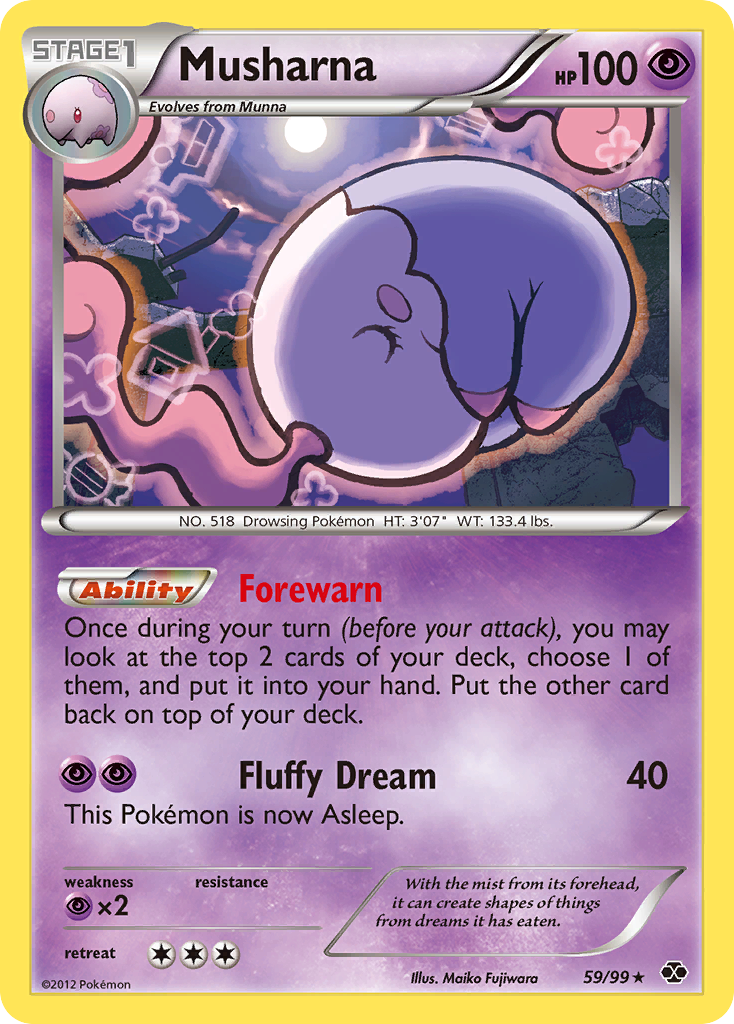 STAGE1
Musharna
HP100
Evolves from Munna
NO. 518 Drowsing Pokémon HT: 3'07" WT: 133.4 lbs.
Ability Forewarn
Once during your turn (before your attack), you may
look at the top 2 cards of your deck, choose 1 of
them, and put it into your hand. Put the other card
back on top of your deck.
Fluffy Dream 40
This Pokémon is now Asleep.
weakness resistance
×2
retreat
With the mist from its forehead,
it can create shapes of things
from dreams it has eaten.
©2012 Pokémon
Illus. Maiko Fujiwara
59/99 ★